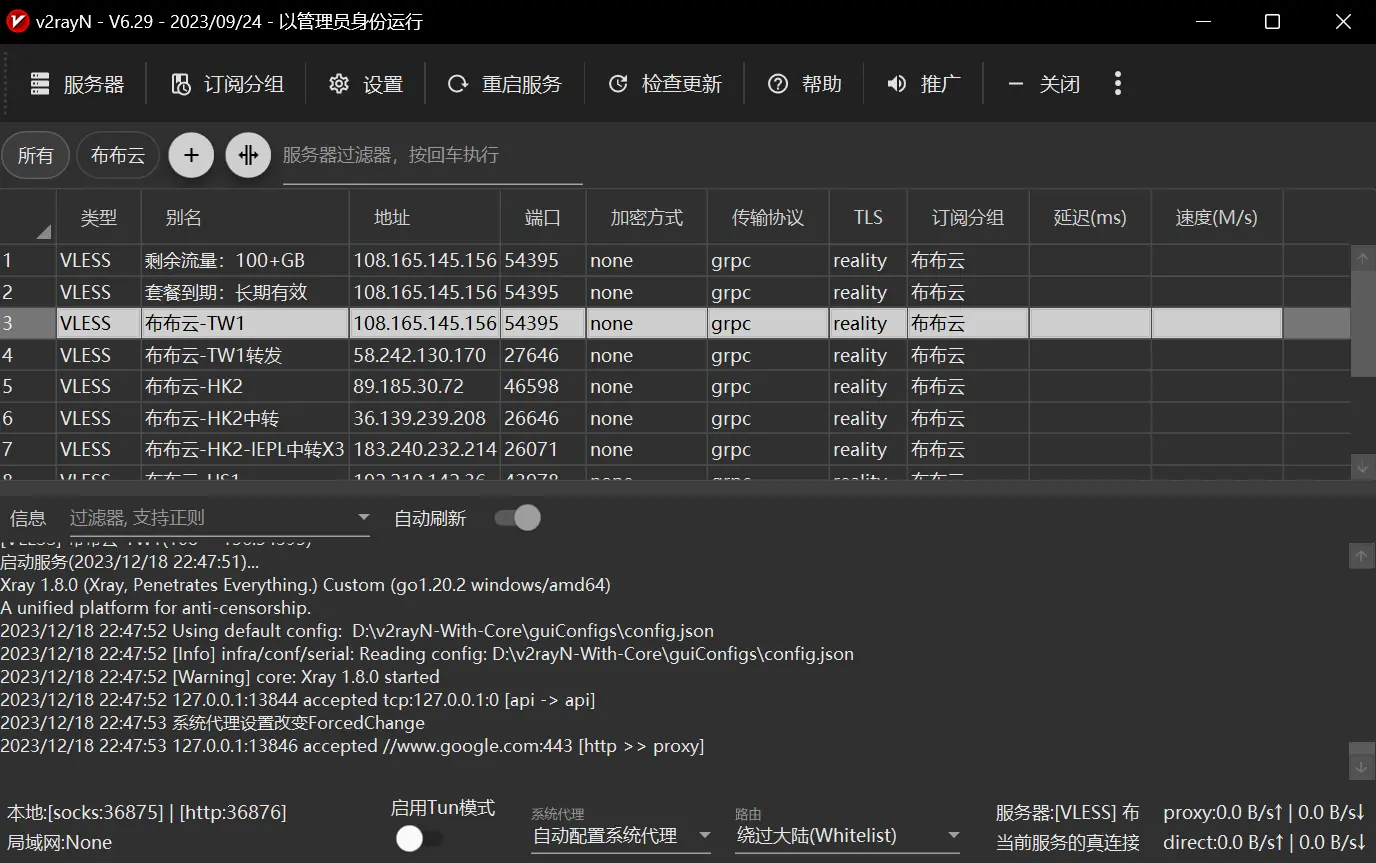 v2rayN - V6.29 - 2023/09/24 - 以管理员身份运行
服务器 订阅分组 设置 重启服务 检查更新 帮助 推广 关闭
所有 布布云 服务器过滤器，按回车执行
类型 别名 地址 端口 加密方式 传输协议 TLS 订阅分组 延迟(ms) 速度(M/s)
1 VLESS 剩余流量：100+GB 108.165.145.156 54395 none grpc reality 布布云
2 VLESS 套餐到期：长期有效 108.165.145.156 54395 none grpc reality 布布云
3 VLESS 布布云-TW1 108.165.145.156 54395 none grpc reality 布布云
4 VLESS 布布云-TW1转发 58.242.130.170 27646 none grpc reality 布布云
5 VLESS 布布云-HK2 89.185.30.72 46598 none grpc reality 布布云
6 VLESS 布布云-HK2中转 36.139.239.208 26646 none grpc reality 布布云
7 VLESS 布布云-HK2-IEPL中转X3 183.240.232.214 26071 none grpc reality 布布云
信息 过滤器, 支持正则 自动刷新
启动服务(2023/12/18 22:47:51)...
Xray 1.8.0 (Xray, Penetrates Everything.) Custom (go1.20.2 windows/amd64)
A unified platform for anti-censorship.
2023/12/18 22:47:52 Using default config:  D:\v2rayN-With-Core\guiConfigs\config.json
2023/12/18 22:47:52 [Info] infra/conf/serial: Reading config: D:\v2rayN-With-Core\guiConfigs\config.json
2023/12/18 22:47:52 [Warning] core: Xray 1.8.0 started
2023/12/18 22:47:52 127.0.0.1:13844 accepted tcp:127.0.0.1:0 [api -> api]
2023/12/18 22:47:53 系统代理设置改变ForcedChange
2023/12/18 22:47:53 127.0.0.1:13846 accepted //www.google.com:443 [http >> proxy]
本地:[socks:36875] | [http:36876]
局域网:None
启用Tun模式
系统代理
自动配置系统代理
路由
绕过大陆(Whitelist)
服务器:[VLESS] 布
当前服务的真连接
proxy:0.0 B/s↑ | 0.0 B/s↓
direct:0.0 B/s↑ | 0.0 B/s↓